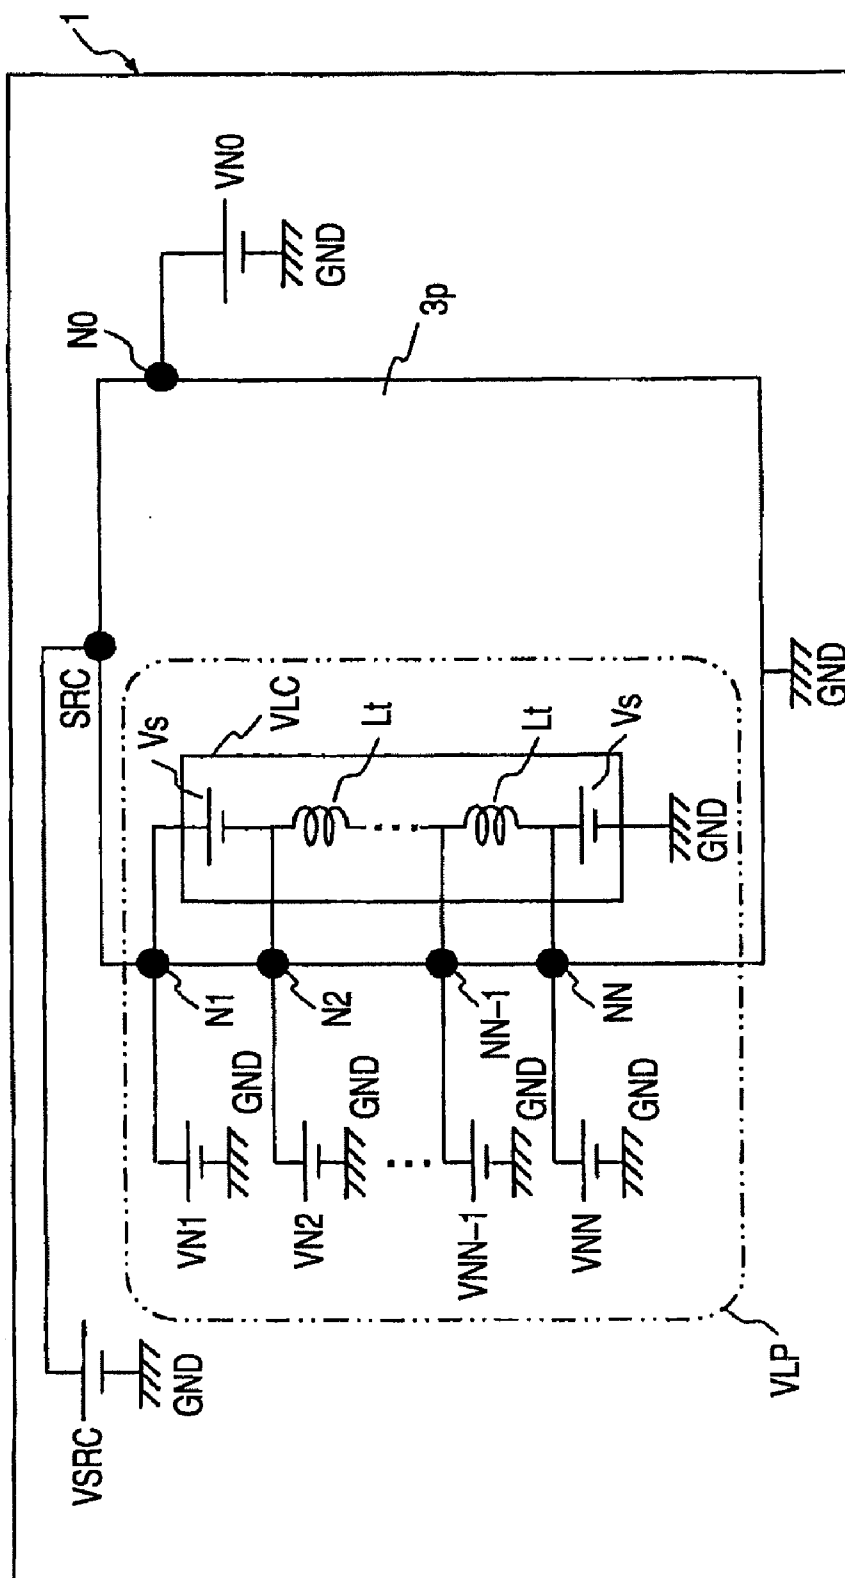 1
VSRC
GND
SRC
N0
VN0
GND
3p
Vs
VLC
Lt
Lt
Vs
GND
N1
N2
NN-1
NN
VN1
GND
VN2
GND
VNN-1
GND
VNN
GND
VLP
GND